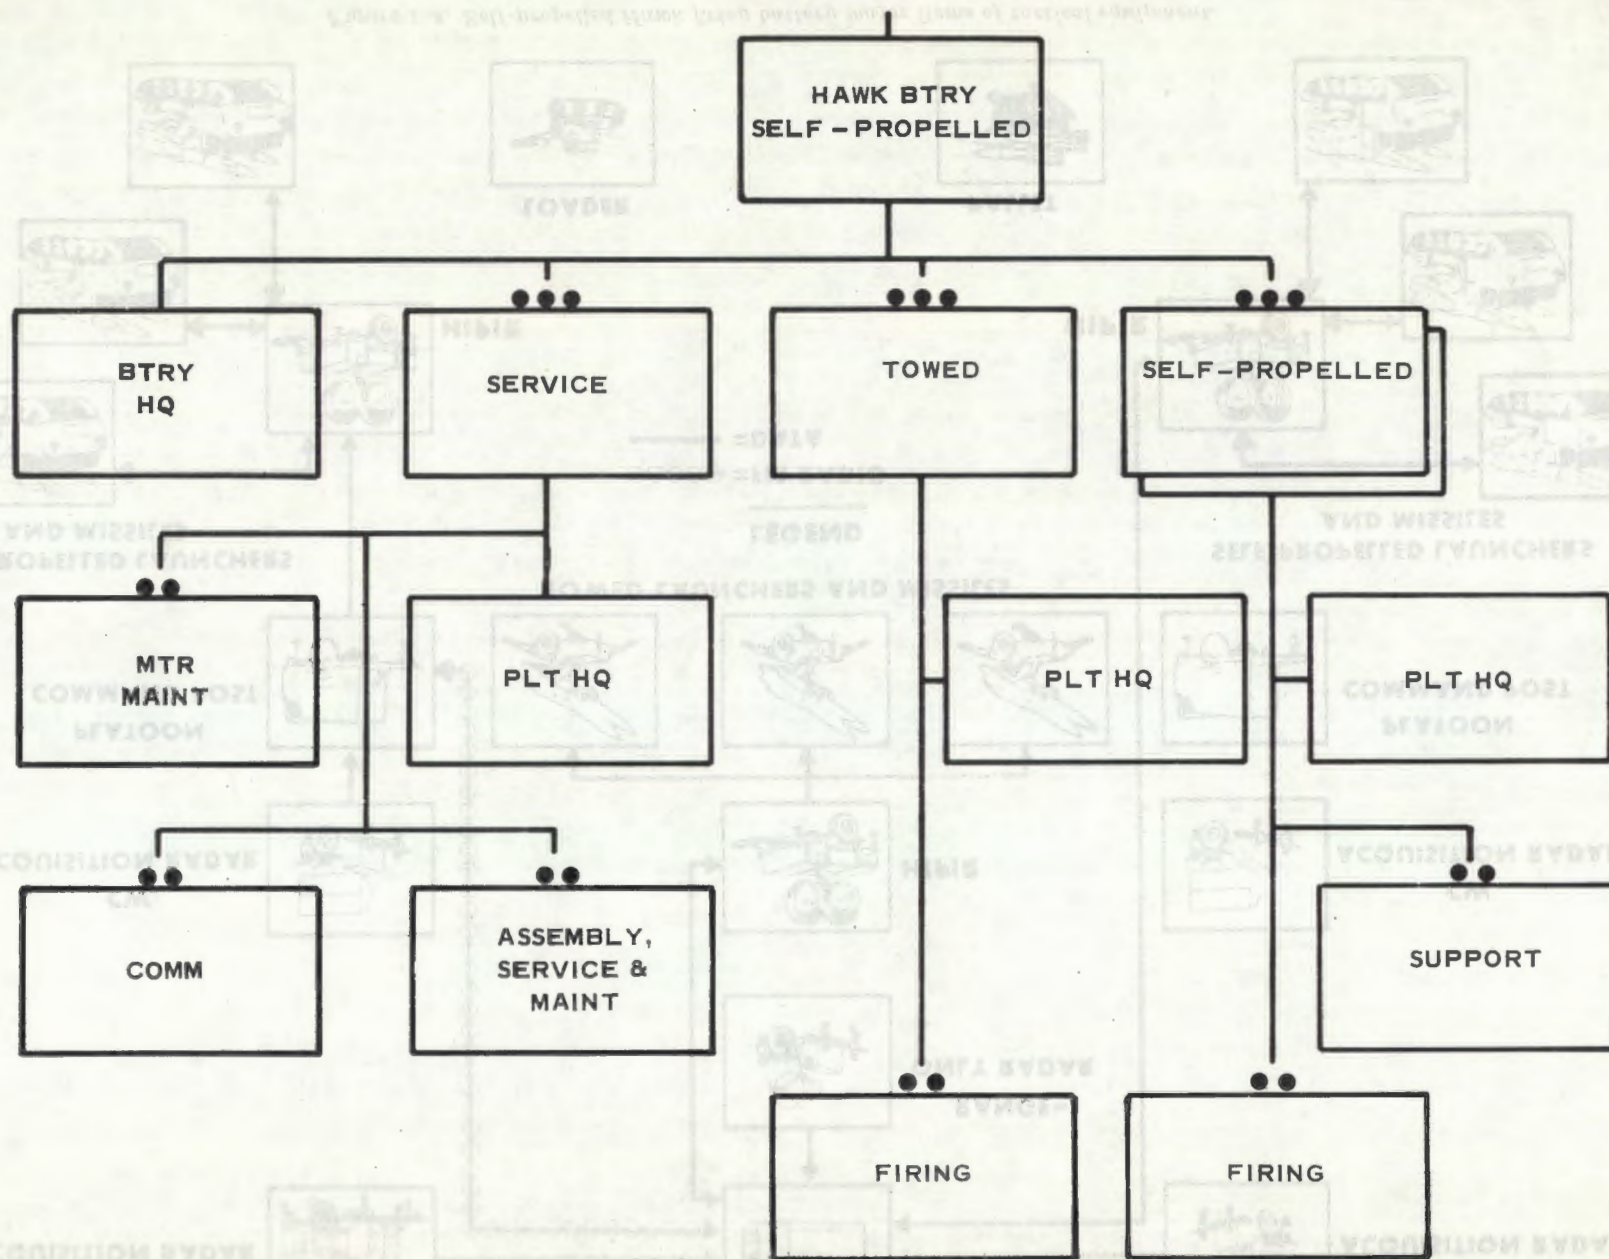 HAWK BTRY
SELF-PROPELLED
BTRY
HQ
SERVICE
TOWED
SELF-PROPELLED
MTR
MAINT
PLT HQ
PLT HQ
PLT HQ
COMM
ASSEMBLY,
SERVICE &
MAINT
SUPPORT
FIRING
FIRING